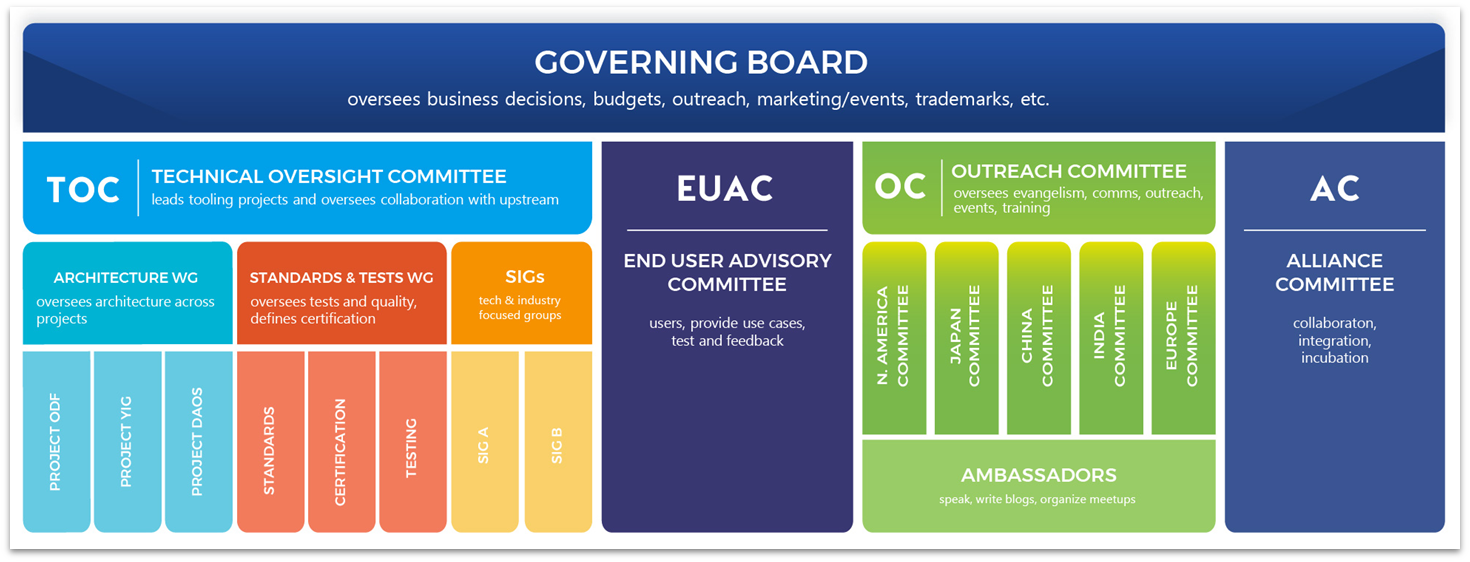 GOVERNING BOARD
oversees business decisions, budgets, outreach, marketing/events, trademarks, etc.
TOC
TECHNICAL OVERSIGHT COMMITTEE
leads tooling projects and oversees collaboration with upstream
ARCHITECTURE WG
oversees architecture across
projects
PROJECT ODF
PROJECT YIG
PROJECT DAOS
STANDARDS & TESTS WG
oversees tests and quality,
defines certification
STANDARDS
CERTIFICATION
TESTING
SIGs
tech & industry
focused groups
SIG A
SIG B
EUAC
END USER ADVISORY
COMMITTEE
users, provide use cases,
test and feedback
OC
OUTREACH COMMITTEE
oversees evangelism, comms, outreach,
events, training
N. AMERICA
COMMITTEE
JAPAN
COMMITTEE
CHINA
COMMITTEE
INDIA
COMMITTEE
EUROPE
COMMITTEE
AMBASSADORS
speak, write blogs, organize meetups
AC
ALLIANCE
COMMITTEE
collaboraton,
integration,
incubation